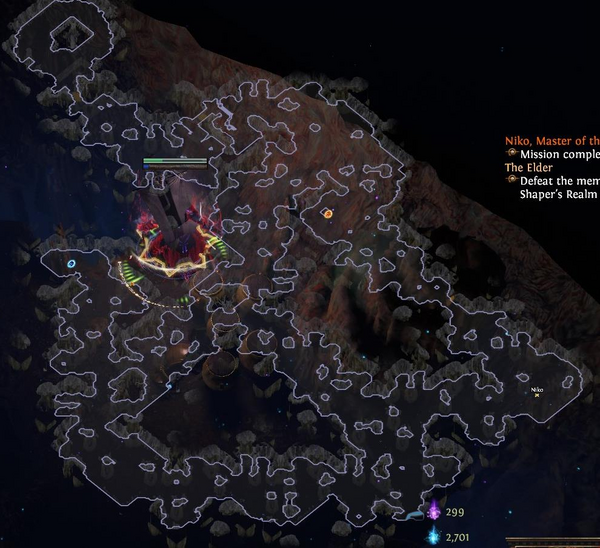 Niko, Master of th
Mission comple
The Elder
Defeat the mem
Shaper's Realm
Niko
299
2,701